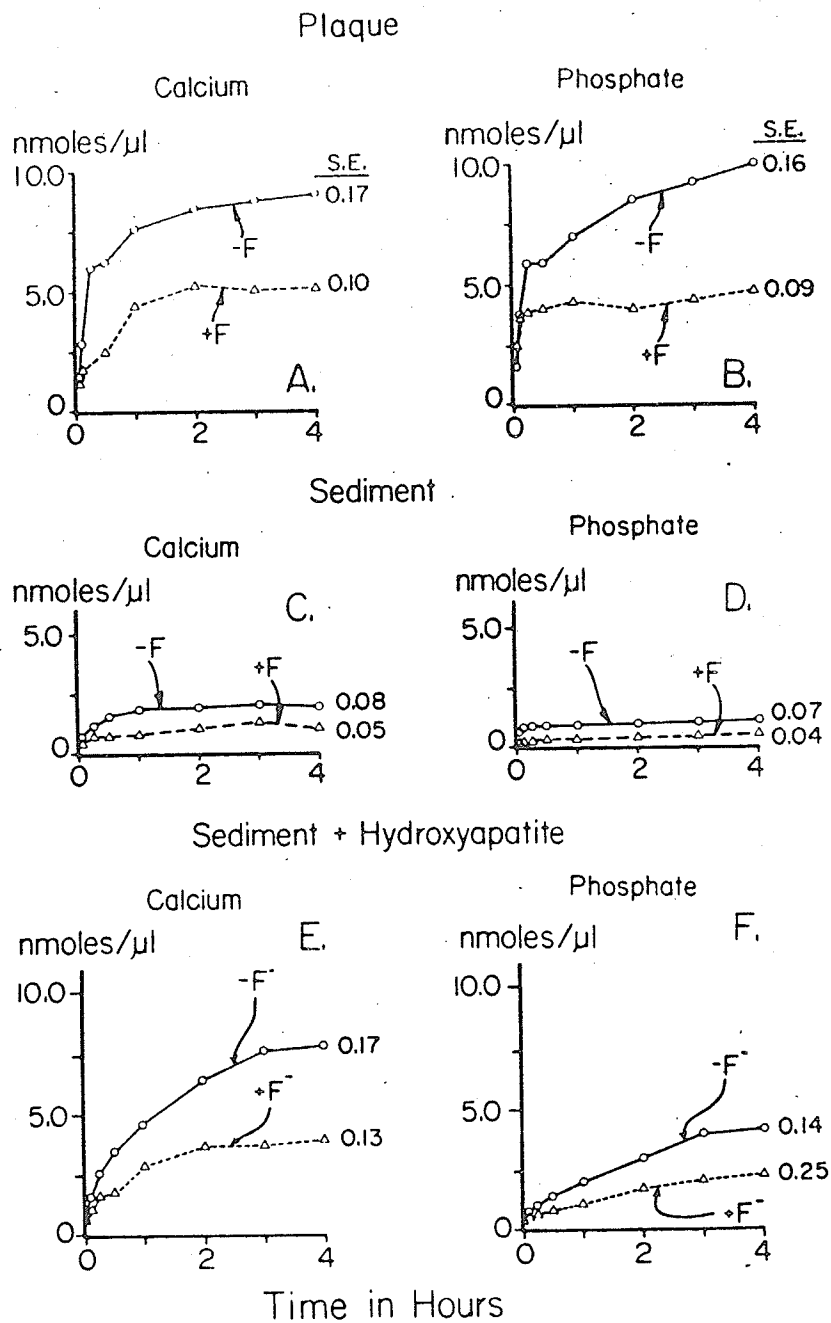 Plaque
Calcium
nmoles/µl
S.E.
10.0
0.17
-F
5.0
0.10
+F
A.
0
0 2 4
Phosphate
nmoles/µl
S.E.
10.0
0.16
-F
5.0
0.09
+F
B.
0
0 2 4
Sediment
Calcium
nmoles/µl
C.
5.0
-F
+F
0.08
0.05
0
0 2 4
Phosphate
nmoles/µl
D.
5.0
-F
+F
0.07
0.04
0
0 2 4
Sediment + Hydroxyapatite
Calcium
nmoles/µl
E.
10.0
-F⁻
0.17
+F⁻
5.0
0.13
0
0 2 4
Phosphate
nmoles/µl
F.
10.0
-F⁻
5.0
0.14
0.25
+F⁻
0
0 2 4
Time in Hours